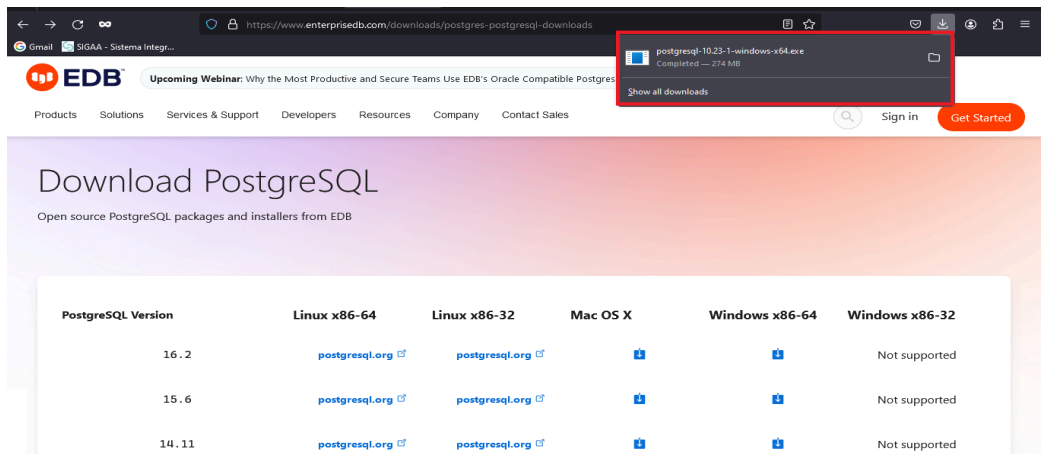 https://www.enterprisedb.com/downloads/postgres-postgresql-downloads
Gmail SIGAA - Sistema Integr...
postgresql-10.23-1-windows-x64.exe
Completed — 274 MB
Show all downloads
EDB
Upcoming Webinar: Why the Most Productive and Secure Teams Use EDB's Oracle Compatible Postgres
Products Solutions Services & Support Developers Resources Company Contact Sales Sign in Get Started
Download PostgreSQL
Open source PostgreSQL packages and installers from EDB
PostgreSQL Version Linux x86-64 Linux x86-32 Mac OS X Windows x86-64 Windows x86-32
16.2 postgresql.org postgresql.org Not supported
15.6 postgresql.org postgresql.org Not supported
14.11 postgresql.org postgresql.org Not supported